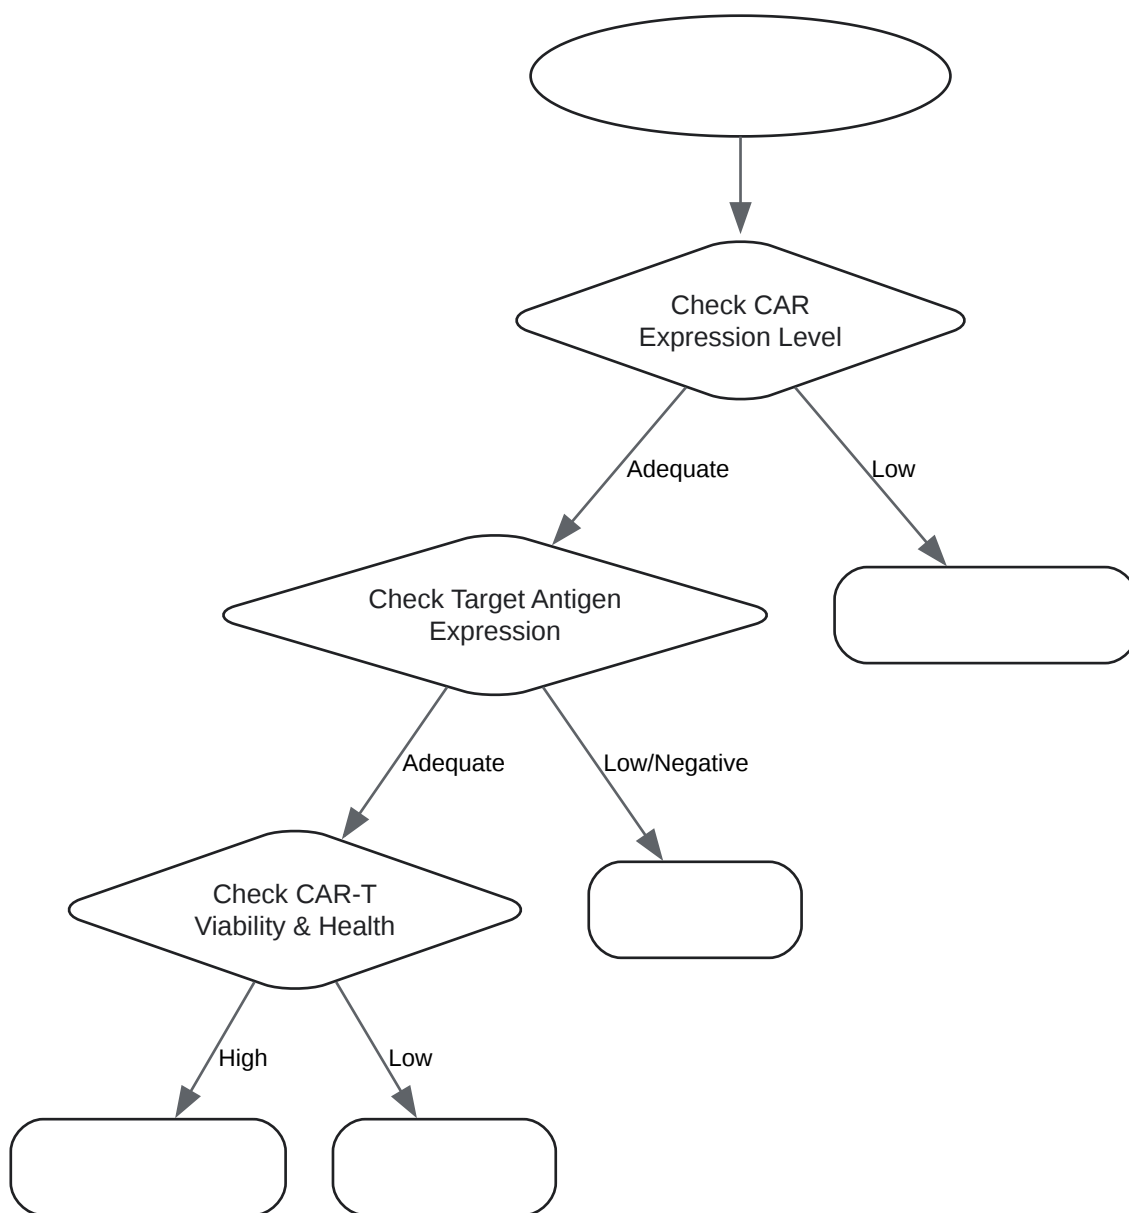 Check CAR
Expression Level
Adequate
Low
Check Target Antigen
Expression
Adequate
Low/Negative
Check CAR-T
Viability & Health
High
Low